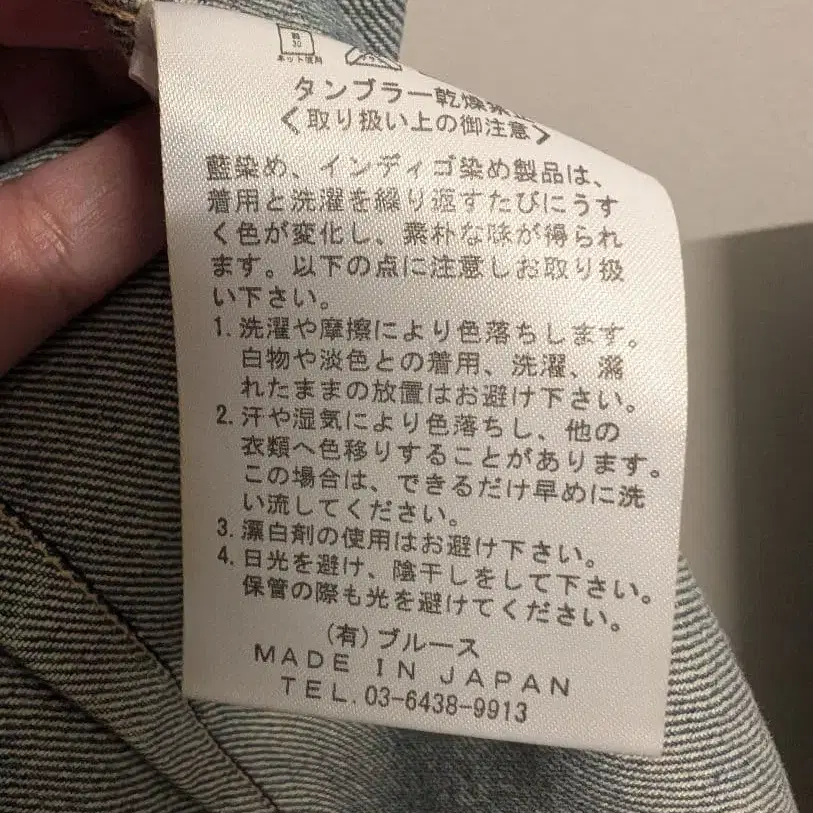 30
ネット使用
タンブラー乾燥禁止
<取り扱い上の御注意>
藍染め、インディゴ染め製品は、
着用と洗濯を繰り返すたびにうす
く色が変化し、素朴な味が得られ
ます。以下の点に注意しお取り扱
い下さい。
1. 洗濯や摩擦により色落ちします。
白物や淡色との着用、洗濯、濡
れたままの放置はお避け下さい。
2. 汗や湿気により色落ちし、他の
衣類へ色移りすることがあります。
この場合は、できるだけ早めに洗
い流してください。
3. 漂白剤の使用はお避け下さい。
4. 日光を避け、陰干しをして下さい。
保管の際も光を避けてください。
(有) ブルース
MADE IN JAPAN
TEL. 03-6438-9913